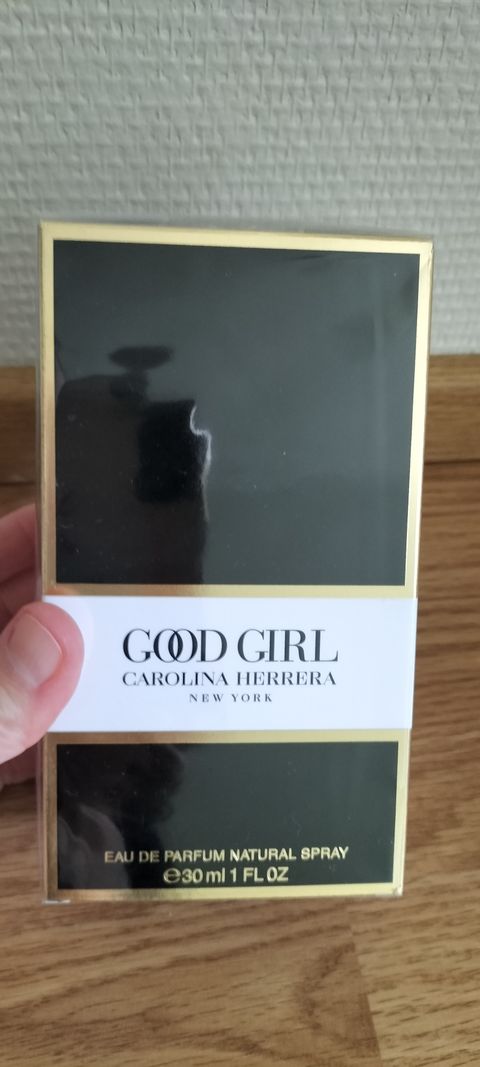 GOOD GIRL
CAROLINA HERRERA
NEW YORK
EAU DE PARFUM NATURAL SPRAY
℮30 ml 1 FL OZ